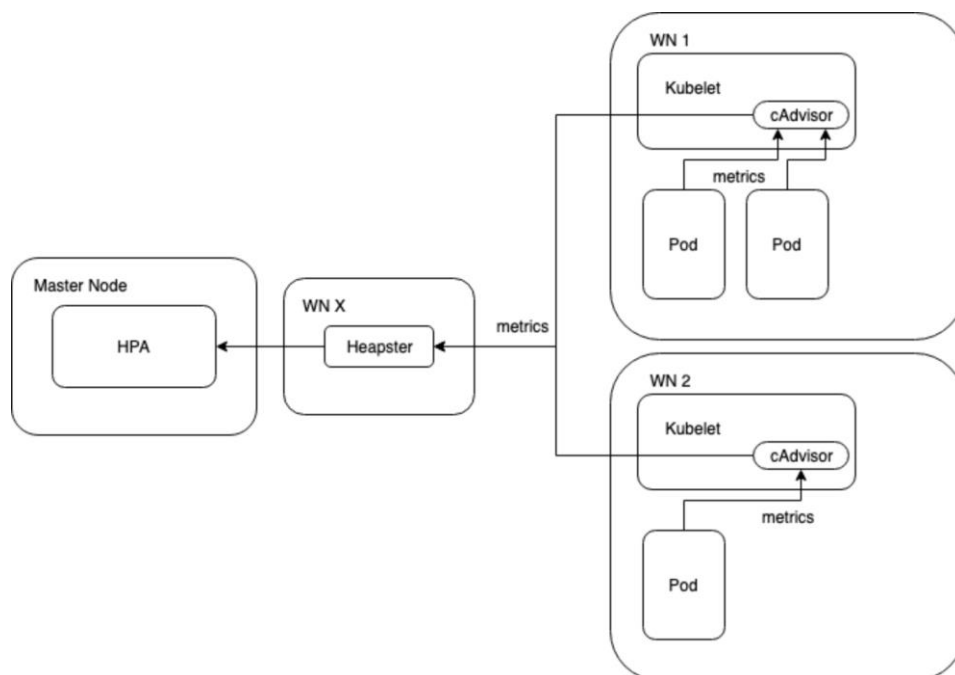 WN 1
Kubelet
cAdvisor
metrics
Pod
Pod
Master Node
HPA
WN X
Heapster
metrics
WN 2
Kubelet
cAdvisor
metrics
Pod